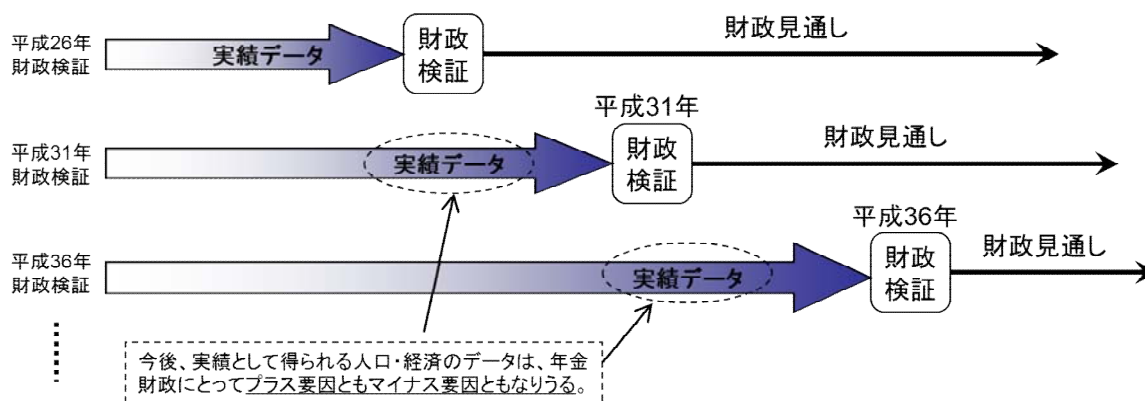 平成26年
財政検証
実績データ
財政
検証
財政見通し
平成31年
平成31年
財政検証
実績データ
財政
検証
財政見通し
平成36年
平成36年
財政検証
実績データ
財政
検証
財政見通し
今後、実績として得られる人口・経済のデータは、年金
財政にとってプラス要因ともマイナス要因ともなりうる。